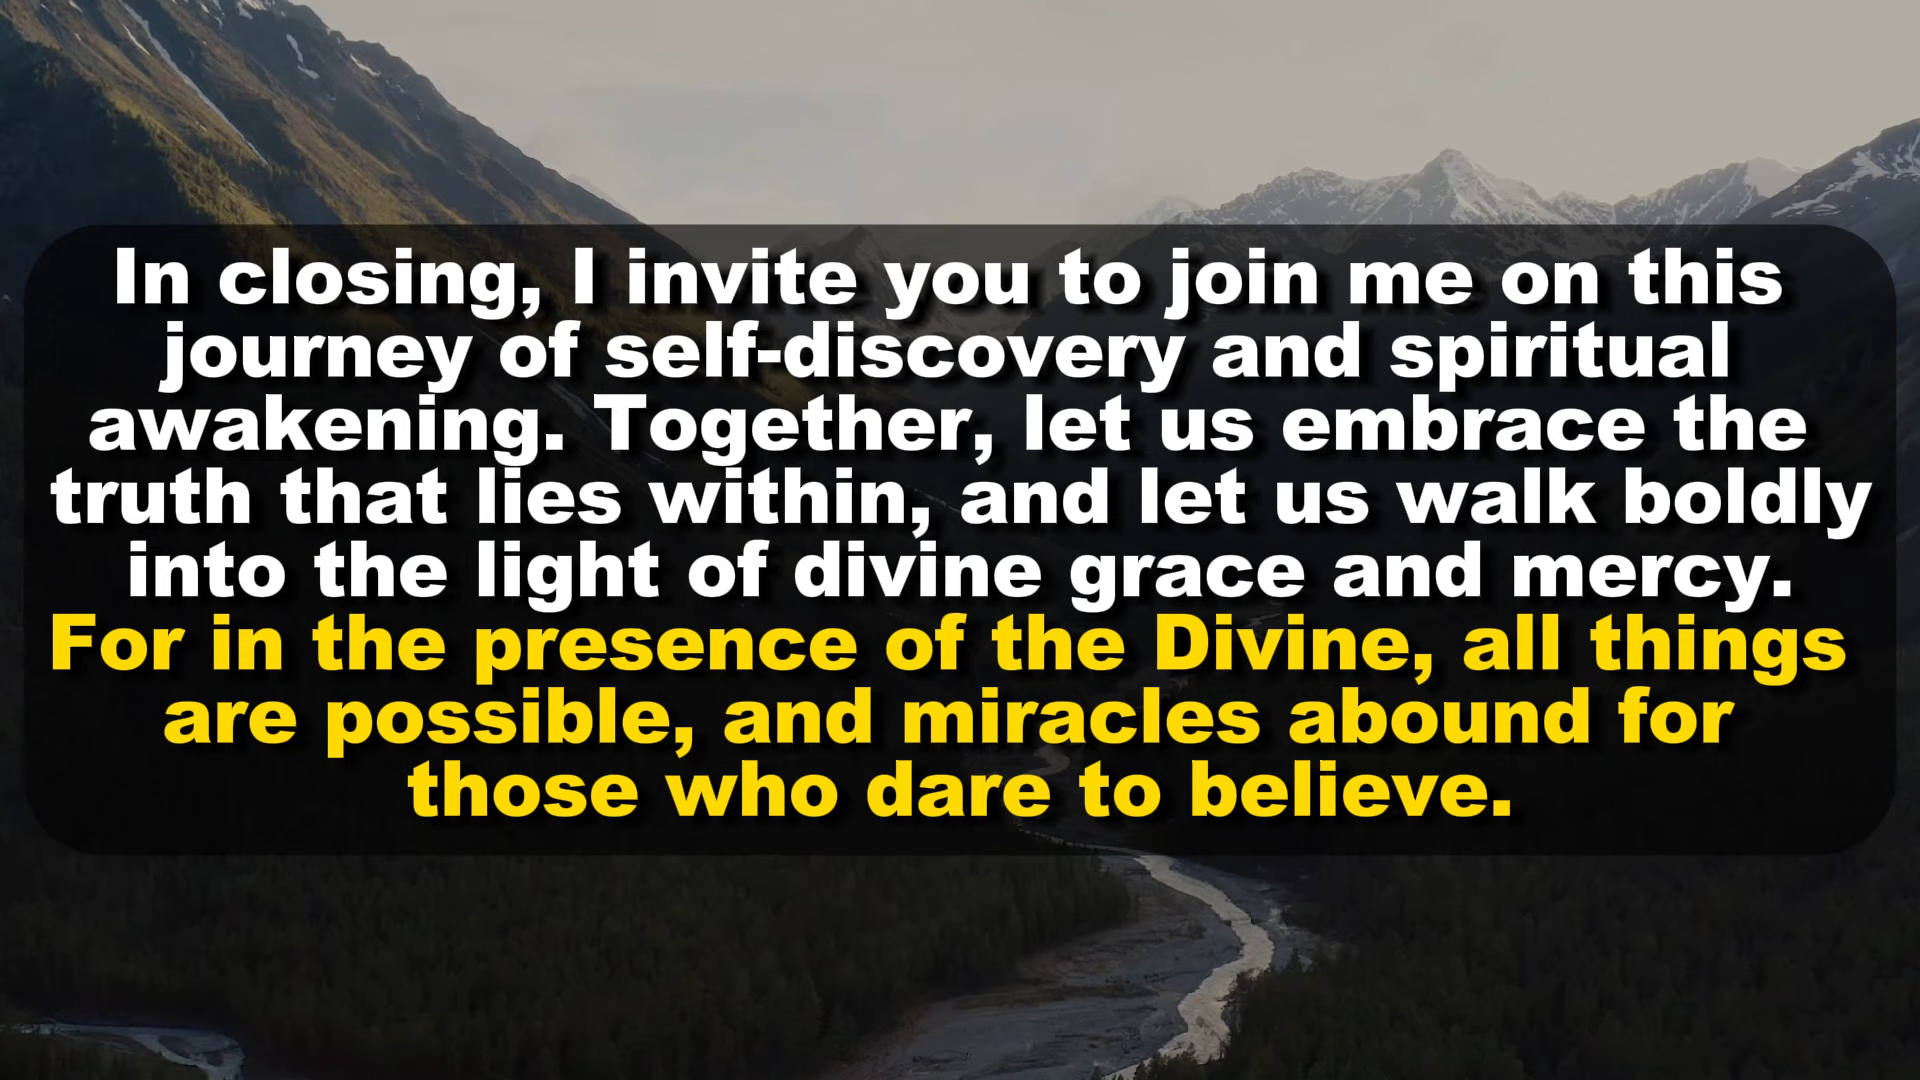 In closing, I invite you to join me on this
journey of self-discovery and spiritual
awakening. Together, let us embrace the
truth that lies within, and let us walk boldly
into the light of divine grace and mercy.
For in the presence of the Divine, all things
are possible, and miracles abound for
those who dare to believe.